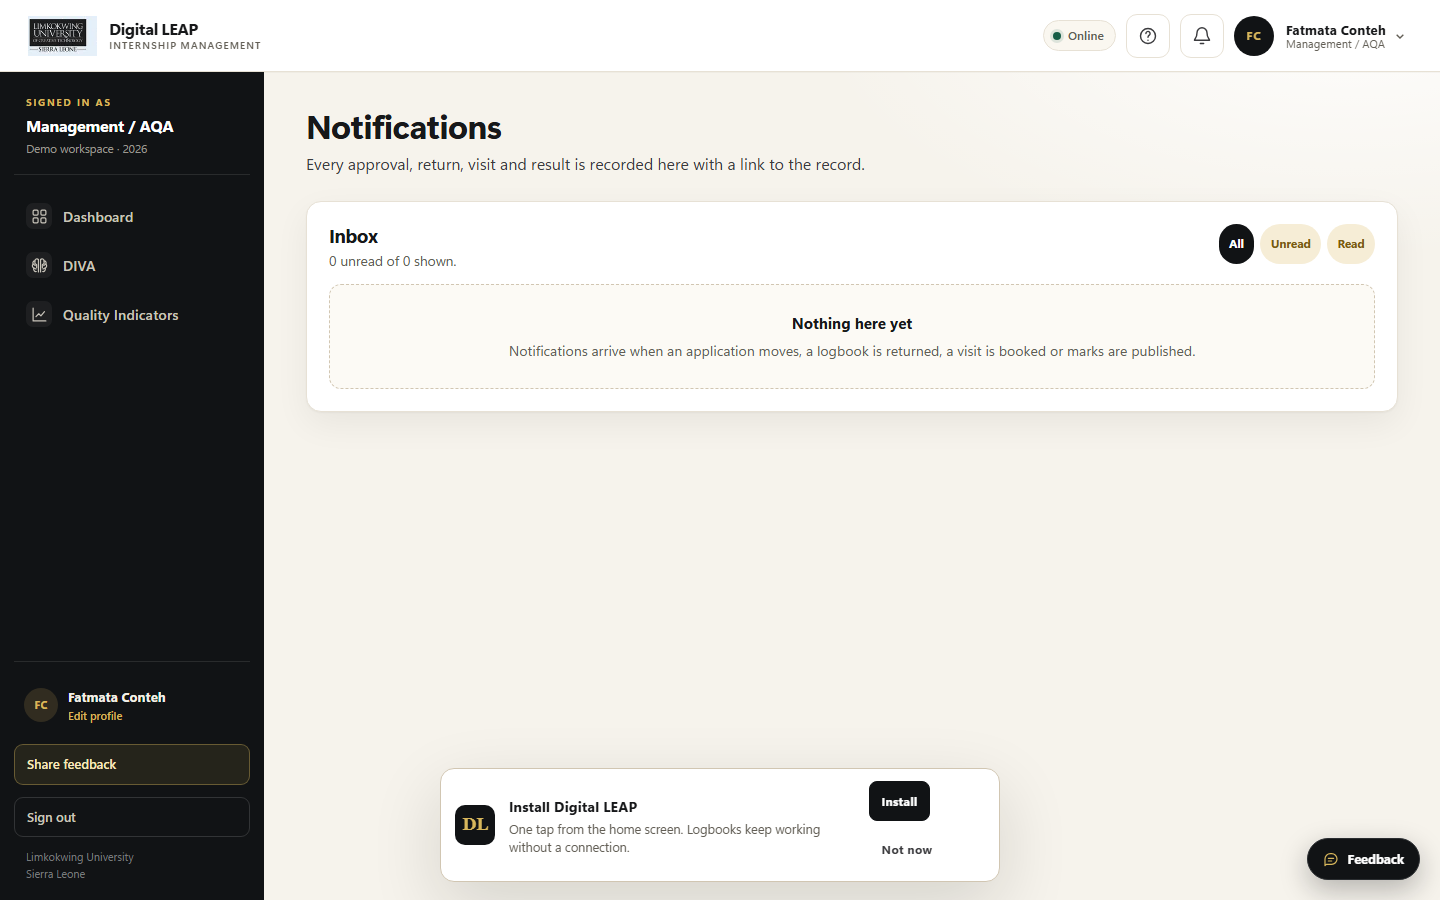 LIMKOKWING
UNIVERSITY
OF CREATIVE TECHNOLOGY
SIERRA LEONE
Digital LEAP
INTERNSHIP MANAGEMENT
Online
FC
Fatmata Conteh
Management / AQA
SIGNED IN AS
Management / AQA
Demo workspace · 2026
Dashboard
DIVA
Quality Indicators
Notifications
Every approval, return, visit and result is recorded here with a link to the record.
Inbox
0 unread of 0 shown.
All
Unread
Read
Nothing here yet
Notifications arrive when an application moves, a logbook is returned, a visit is booked or marks are published.
FC
Fatmata Conteh
Edit profile
Share feedback
Sign out
Limkokwing University
Sierra Leone
DL
Install Digital LEAP
One tap from the home screen. Logbooks keep working
without a connection.
Install
Not now
Feedback